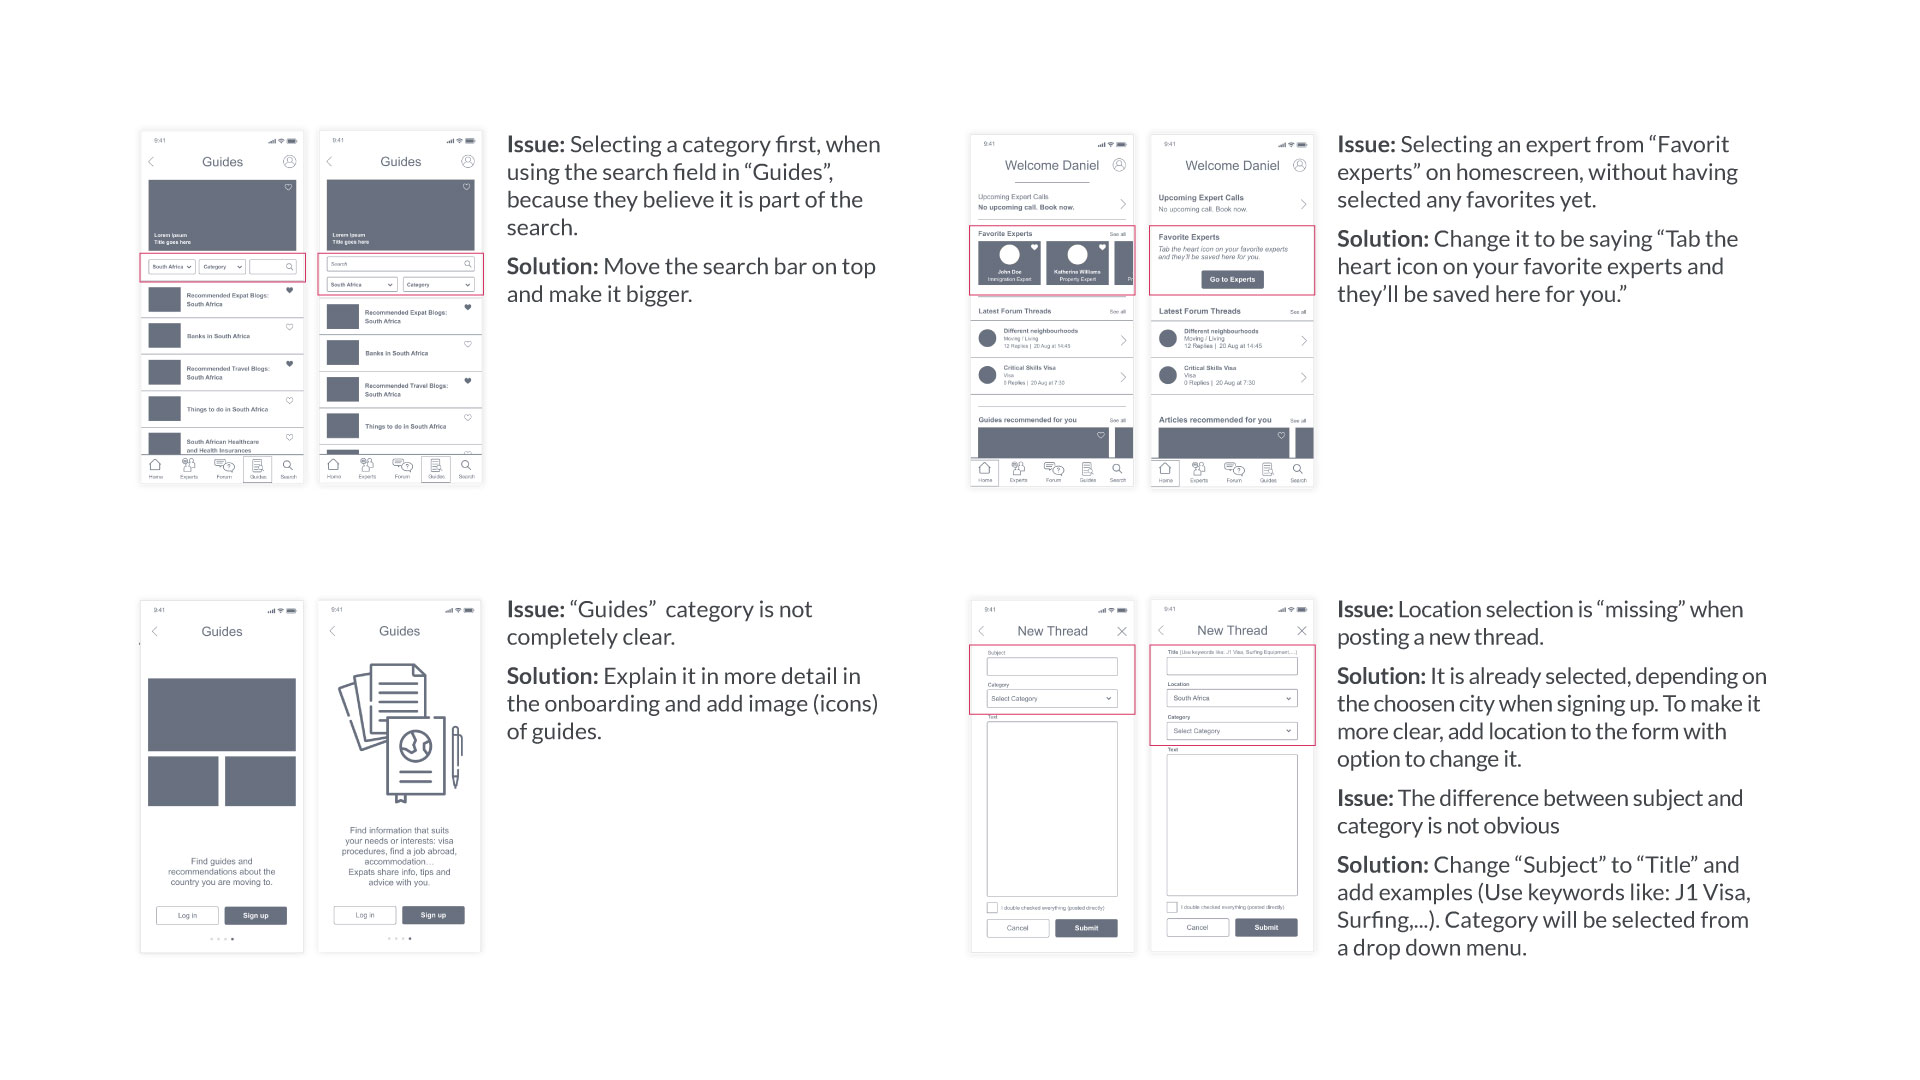 9:41
Guides
Lorem Ipsum
Title goes here
South Africa
Category
Recommended Expat Blogs:
South Africa
Banks in South Africa
Recommended Travel Blogs:
South Africa
Things to do in South Africa
South African Healthcare
and Health Insurances
Home Experts Forum Guides Search
9:41
Guides
Lorem Ipsum
Title goes here
Search
South Africa
Category
Recommended Expat Blogs:
South Africa
Banks in South Africa
Recommended Travel Blogs:
South Africa
Things to do in South Africa
Home Experts Forum Guides Search
Issue: Selecting a category first, when
using the search field in “Guides”,
because they believe it is part of the
search.
Solution: Move the search bar on top
and make it bigger.
9:41
Welcome Daniel
Upcoming Expert Calls
No upcoming call. Book now.
Favorite Experts See all
John Doe
Immigration Expert
Katherine Williams
Property Expert
Latest Forum Threads See all
Different neighbourhoods
Moving / Living
12 Replies | 20 Aug at 14:45
Critical Skills Visa
Visa
0 Replies | 20 Aug at 7:30
Guides recommended for you See all
Home Experts Forum Guides Search
9:41
Welcome Daniel
Upcoming Expert Calls
No upcoming call. Book now.
Favorite Experts
Tab the heart icon on your favorite experts
and they'll be saved here for you.
Go to Experts
Latest Forum Threads See all
Different neighbourhoods
Moving / Living
12 Replies | 20 Aug at 14:45
Critical Skills Visa
Visa
0 Replies | 20 Aug at 7:30
Articles recommended for you See all
Home Experts Forum Guides Search
Issue: Selecting an expert from “Favorit
experts” on homescreen, without having
selected any favorites yet.
Solution: Change it to be saying “Tab the
heart icon on your favorite experts and
they’ll be saved here for you.”
9:41
Guides
Find guides and
recommendations about the
country you are moving to.
Log in
Sign up
9:41
Guides
Find information that suits
your needs or interests: visa
procedures, find a job abroad,
accommodation...
Expats share info, tips and
advice with you.
Log in
Sign up
Issue: “Guides” category is not
completely clear.
Solution: Explain it in more detail in
the onboarding and add image (icons)
of guides.
9:41
New Thread
Subject
Category
Select Category
Text
I double checked everything (posted directly)
Cancel
Submit
9:41
New Thread
Title (Use keywords like: J1 Visa, Surfing Equipment,...)
Location
South Africa
Category
Select Category
Text
I double checked everything (posted directly)
Cancel
Submit
Issue: Location selection is “missing” when
posting a new thread.
Solution: It is already selected, depending on
the choosen city when signing up. To make it
more clear, add location to the form with
option to change it.
Issue: The difference between subject and
category is not obvious
Solution: Change “Subject” to “Title” and
add examples (Use keywords like: J1 Visa,
Surfing,...). Category will be selected from
a drop down menu.